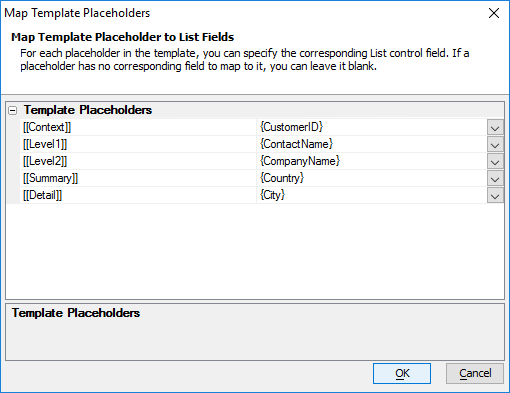 Map Template Placeholders
Map Template Placeholder to List Fields
For each placeholder in the template, you can specify the corresponding List control field. If a
placeholder has no corresponding field to map to it, you can leave it blank.
Template Placeholders
[[Context]] {CustomerID}
[[Level1]] {ContactName}
[[Level2]] {CompanyName}
[[Summary]] {Country}
[[Detail]] {City}
Template Placeholders
OK Cancel